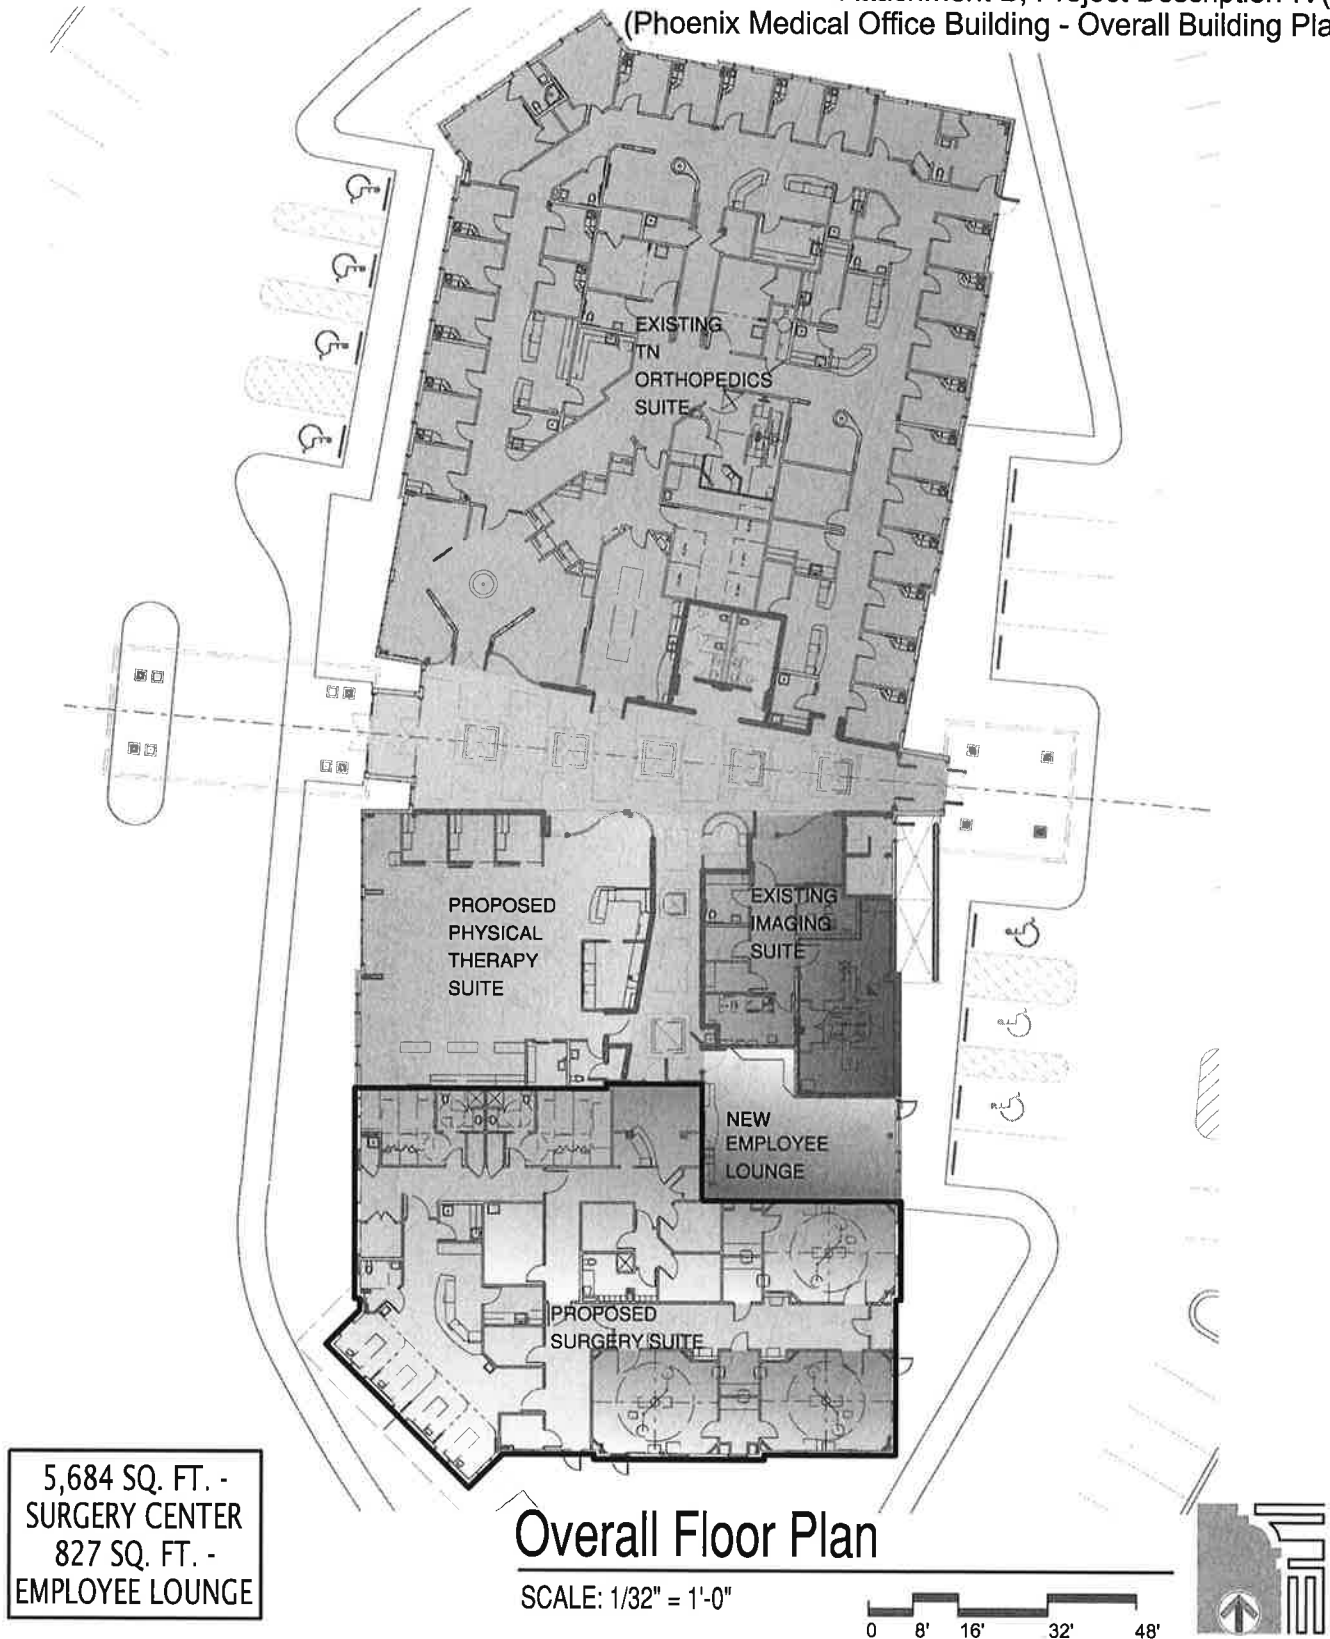 (Phoenix Medical Office Building - Overall Building Pla
EXISTING
TN
ORTHOPEDICS
SUITE
PROPOSED
PHYSICAL
THERAPY
SUITE
EXISTING
IMAGING
SUITE
NEW
EMPLOYEE
LOUNGE
PROPOSED
SURGERY SUITE
5,684 SQ. FT. -
SURGERY CENTER
827 SQ. FT. -
EMPLOYEE LOUNGE
Overall Floor Plan
SCALE: 1/32" = 1'-0"
0 8' 16' 32' 48'